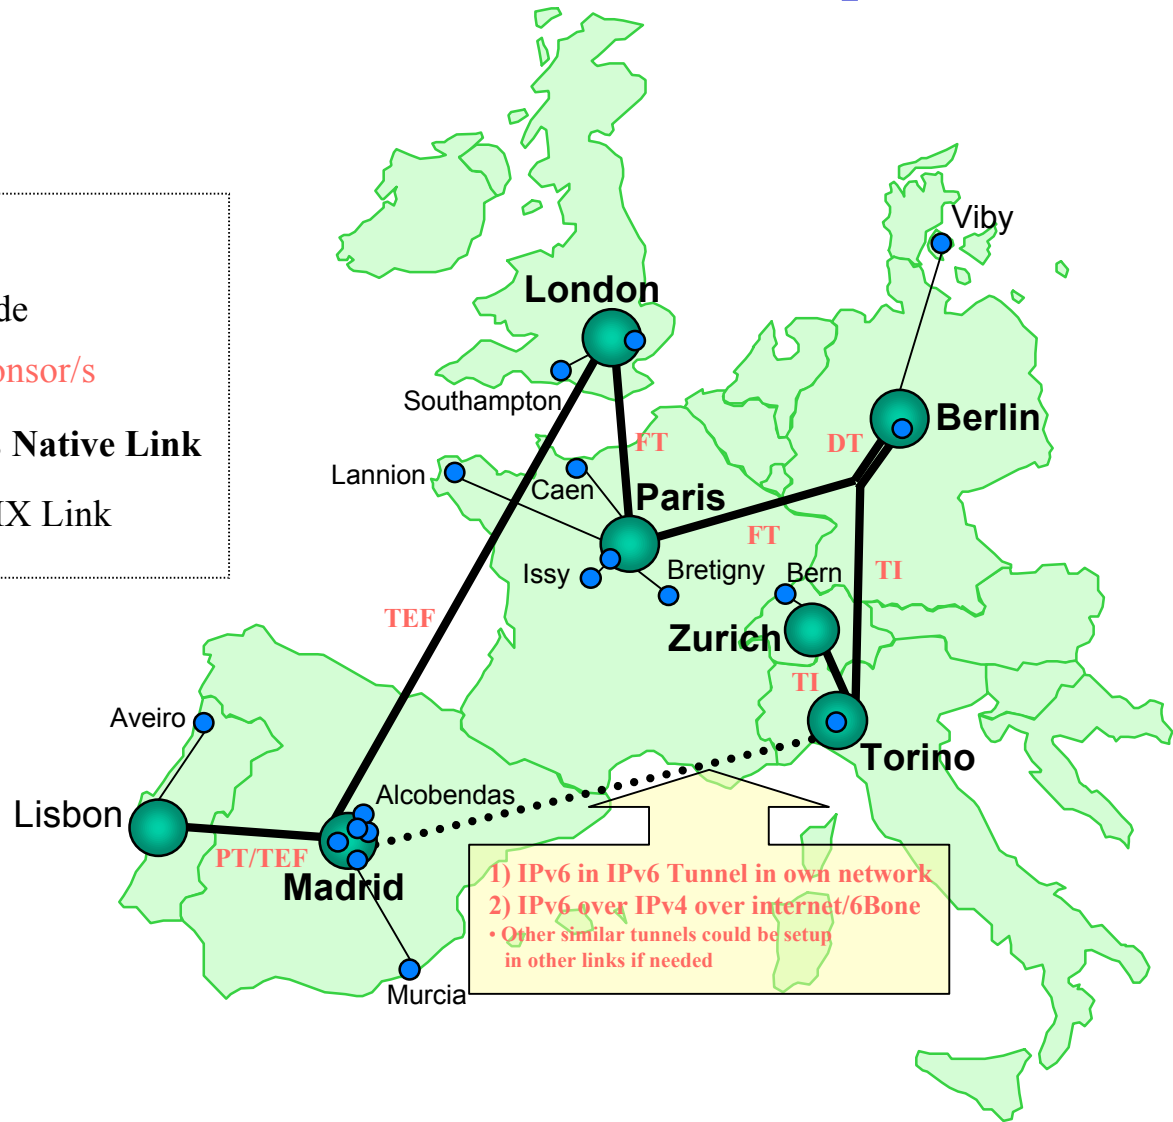 Viby
London
de
onsor/s
Native Link
IX Link
Southampton
Berlin
DT
FT
Lannion
Caen
Paris
FT
Issy
Bretigny
Bern
TI
TEF
Zurich
TI
Aveiro
Torino
Alcobendas
Lisbon
PT/TEF
Madrid
1) IPv6 in IPv6 Tunnel in own network
2) IPv6 over IPv4 over internet/6Bone
• Other similar tunnels could be setup
in other links if needed
Murcia